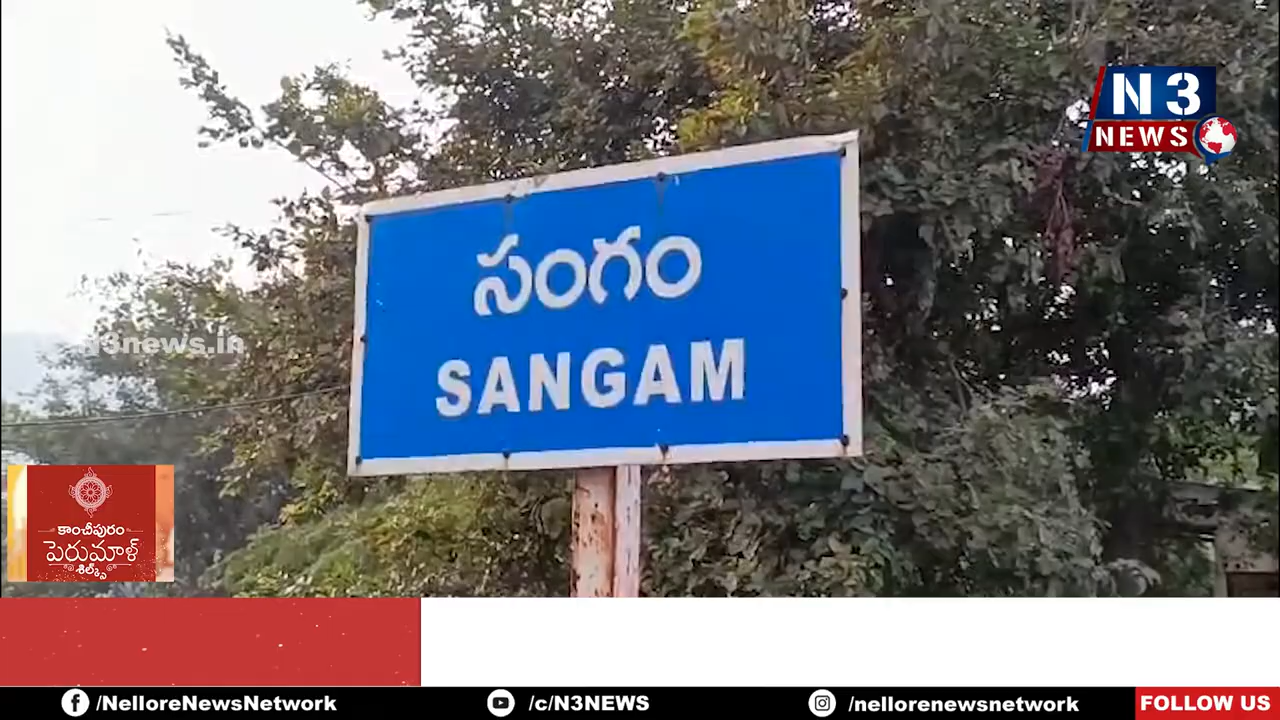 N3
NEWS
సంగం
SANGAM
n3news.in
కాంచీపురం
పెరుమాళ్
శిల్క్స్
/NelloreNewsNetwork
/c/N3NEWS
/nellorenewsnetwork
FOLLOW US